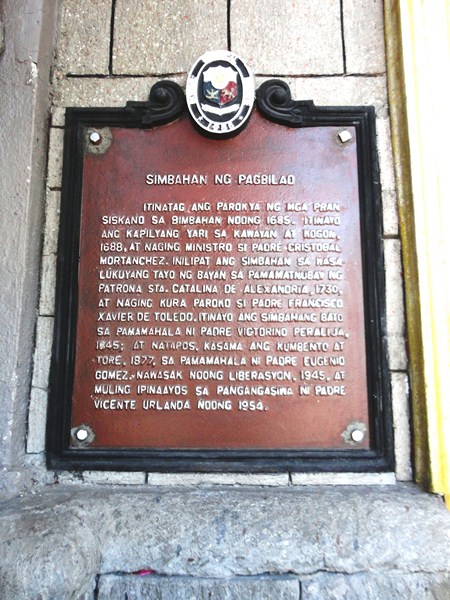 SIMBAHAN NG PAGBILAO
ITINATAG ANG PAROKYA NG MGA PRAN
SISKANO SA BIMBAHAN NOONG 1685. ITINAYO
ANG KAPILYANG YARI SA KAWAYAN AT KOGON,
1688, AT NAGING MINISTRO SI PADRE CRISTOBAL
MORTANCHEZ. INILIPAT ANG SIMBAHAN SA KASA
LUKUYANG TAYO NG BAYAN SA PAMAMATNUBAY NG
PATRONA STA. CATALINA DE ALEXANDRIA, 1730,
AT NAGING KURA PAROKO SI PADRE FRANCISCO
XAVIER DE TOLEDO. ITINAYO ANG SIMBAHANG BATO
SA PAMAMAHALA NI PADRE VICTORINO PERALIJA,
1845; AT NATAPOS, KASAMA ANG KUMBENTO AT
TORE, 1877, SA PAMAMAHALA NI PADRE EUGENIO
GOMEZ. NAWASAK NOONG LIBERASYON, 1945, AT
MULING IPINAAYOS SA PANGANGASIWA NI PADRE
VICENTE URLANDA NOONG 1954.